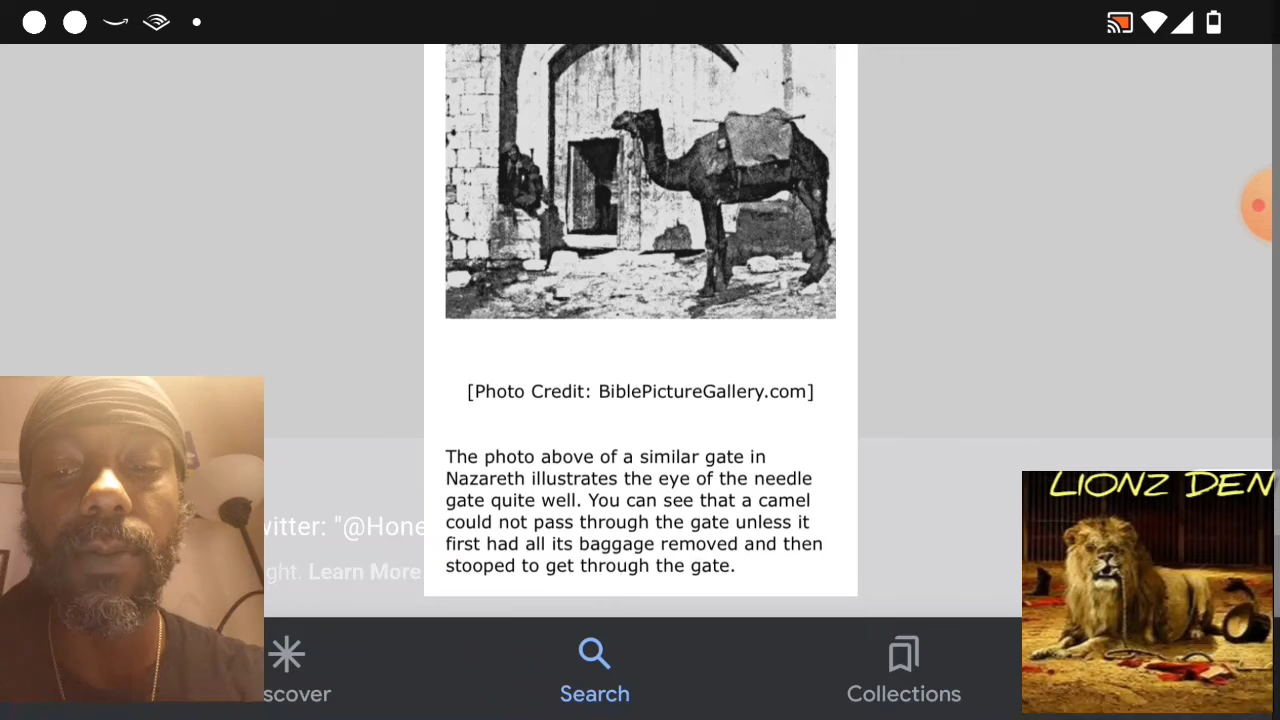 [Photo Credit: BiblePictureGallery.com]
The photo above of a similar gate in
Nazareth illustrates the eye of the needle
gate quite well. You can see that a camel
could not pass through the gate unless it
first had all its baggage removed and then
stooped to get through the gate.
itter: "@Hone
ght. Learn More
LIONZ DEN
scover
Search
Collections